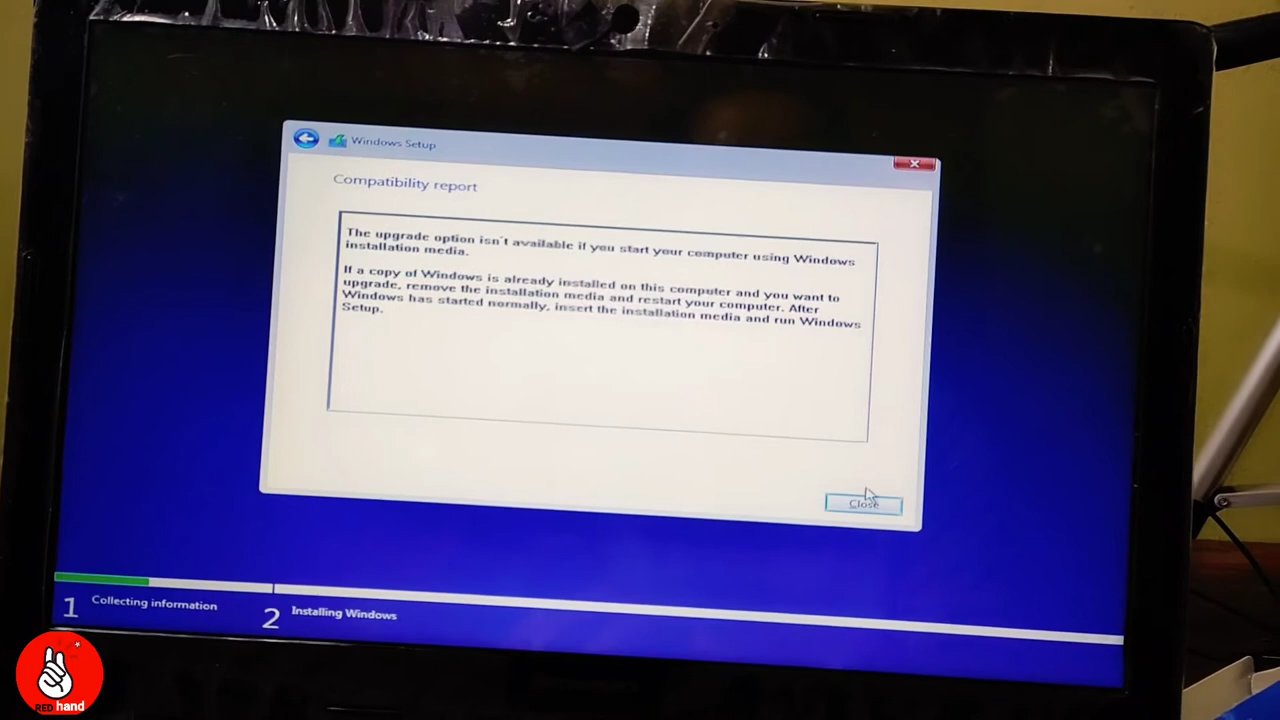 Windows Setup
Compatibility report
The upgrade option isn't available if you start your computer using Windows
installation media.
If a copy of Windows is already installed on this computer and you want to
upgrade, remove the installation media and restart your computer. After
Windows has started normally, insert the installation media and run Windows
Setup.
Close
1 Collecting information
2 Installing Windows
RED hand